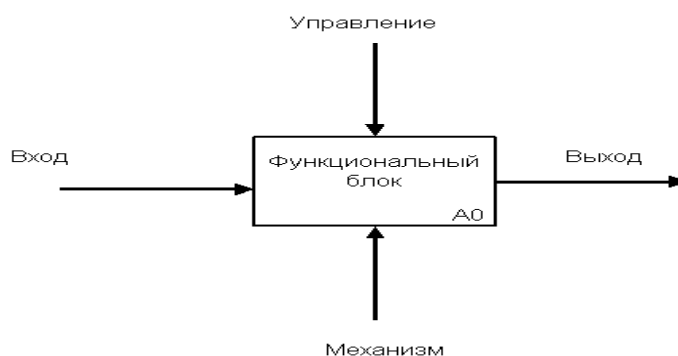 Управление
Вход
Функциональный
блок
Выход
A0
Механизм